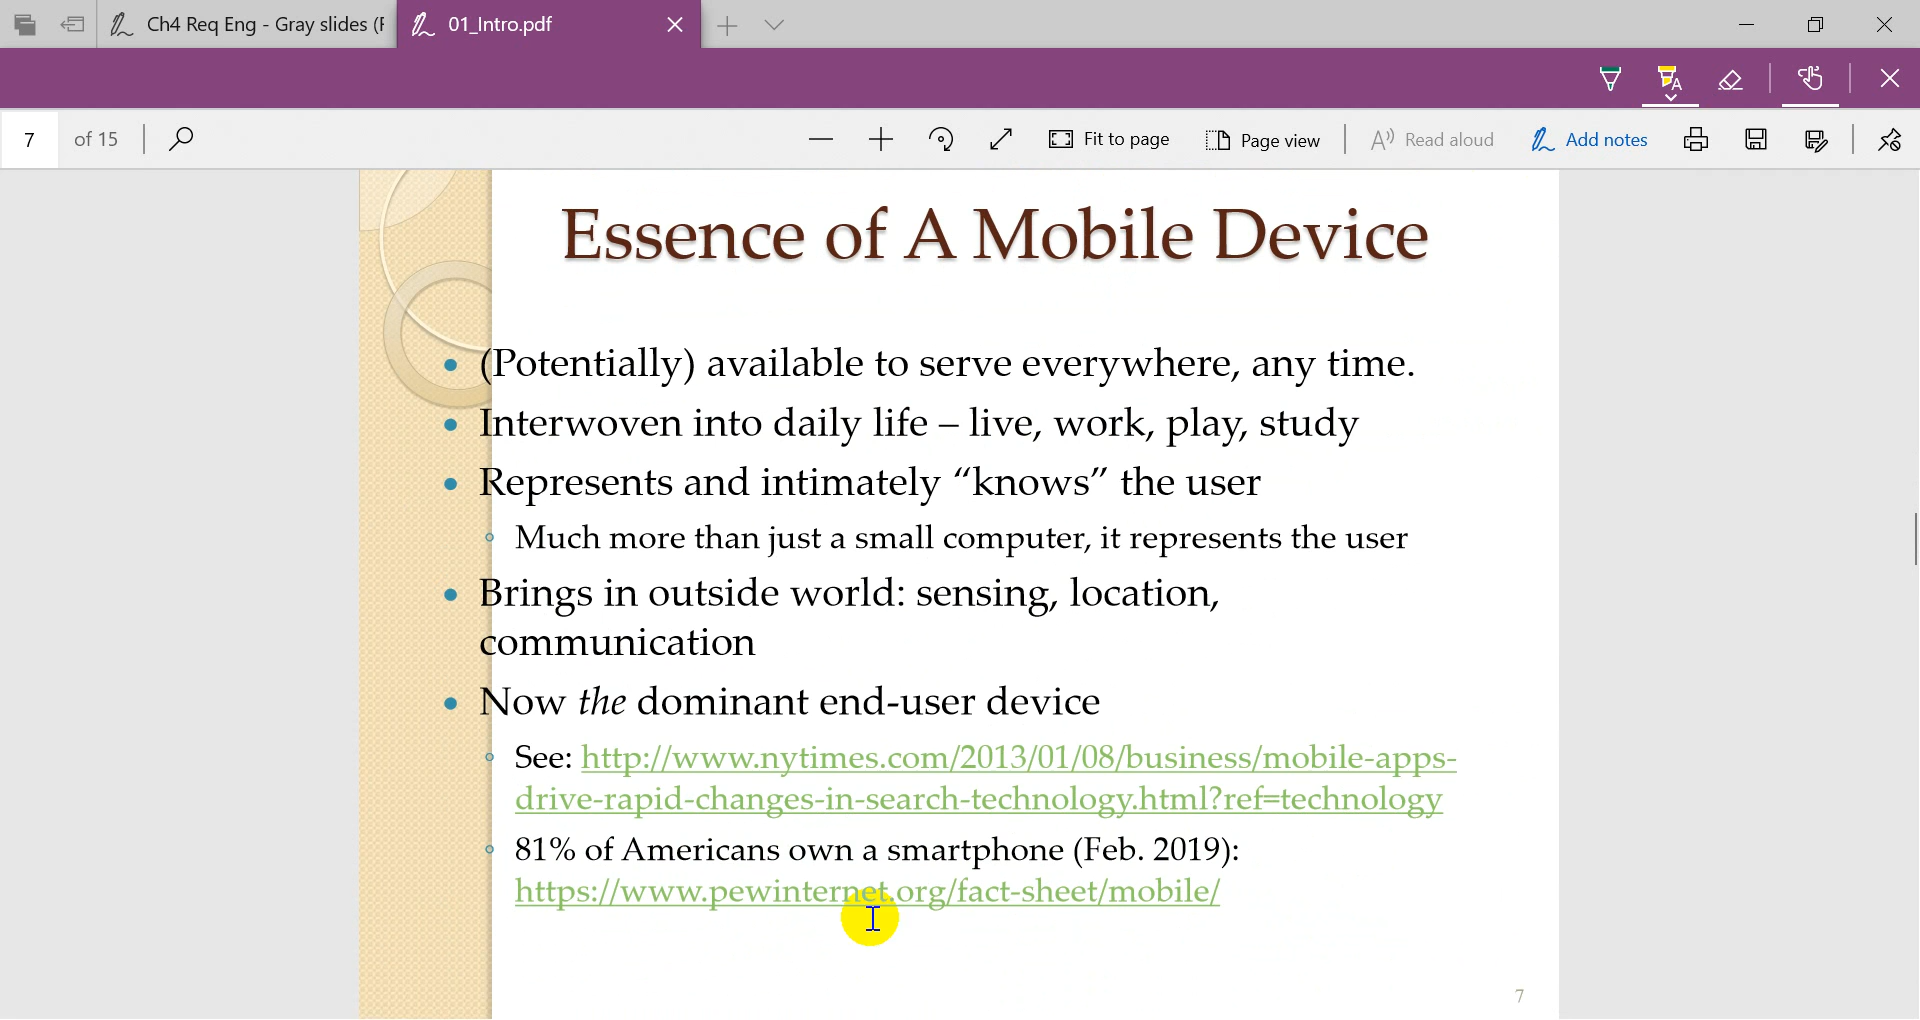 Ch4 Req Eng - Gray slides (F
01_Intro.pdf
7 of 15
Fit to page
Page view
Read aloud
Add notes
Essence of A Mobile Device
• (Potentially) available to serve everywhere, any time.
• Interwoven into daily life – live, work, play, study
• Represents and intimately “knows” the user
◦ Much more than just a small computer, it represents the user
• Brings in outside world: sensing, location,
communication
• Now the dominant end-user device
◦ See: http://www.nytimes.com/2013/01/08/business/mobile-apps-
drive-rapid-changes-in-search-technology.html?ref=technology
◦ 81% of Americans own a smartphone (Feb. 2019):
https://www.pewinternet.org/fact-sheet/mobile/
7